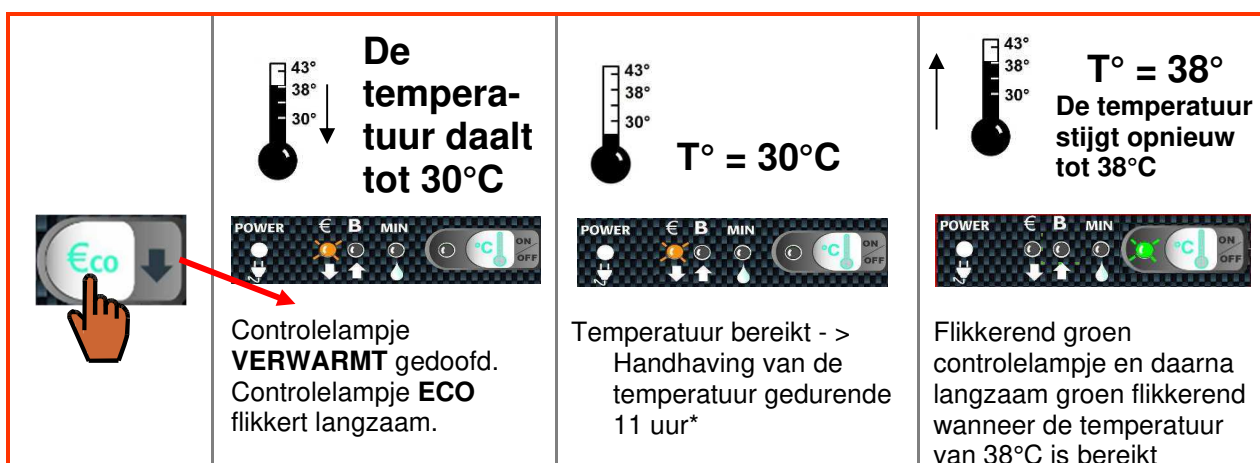 €co
43°
38°
30°
De
tempera-
tuur daalt
tot 30°C
POWER € B MIN °C ON OFF
Controlelampje
VERWARMT gedoofd.
Controlelampje ECO
flikkert langzaam.
43°
38°
30°
T° = 30°C
POWER € B MIN °C ON OFF
Temperatuur bereikt - >
Handhaving van de
temperatuur gedurende
11 uur*
43°
38°
30°
T° = 38°
De temperatuur
stijgt opnieuw
tot 38°C
POWER € B MIN °C ON OFF
Flikkerend groen
controlelampje en daarna
langzaam groen flikkerend
wanneer de temperatuur
van 38°C is bereikt